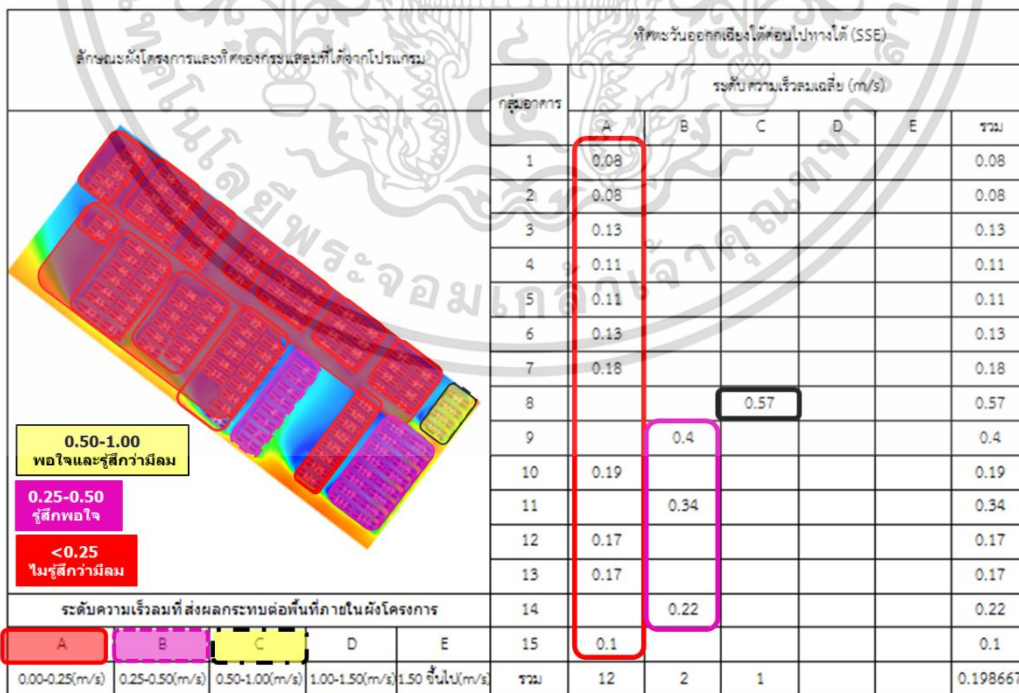 ลักษณะผังโครงการและทิศของกระแสลมที่ได้จากโปรแกรม
0.50-1.00
พอใจและรู้สึกว่ามีลม
0.25-0.50
รู้สึกพอใจ
<0.25
ไมรู้สึกว่ามีลม
ระดับความเร็วลมที่ส่งผลกระทบต่อพื้นที่ภายในผังโครงการ
A B C D E
0.00-0.25(m/s) 0.25-0.50(m/s) 0.50-1.00(m/s) 1.00-1.50(m/s) 1.50 ขึ้นไป(m/s)
ทิศตะวันออกเฉียงใต้ค่อนไปทางใต้ (SSE)
กลุ่มอาคาร ระดับความเร็วลมเฉลี่ย (m/s)
A B C D E รวม
1 0.08 0.08
2 0.08 0.08
3 0.13 0.13
4 0.11 0.11
5 0.11 0.11
6 0.13 0.13
7 0.18 0.18
8 0.57 0.57
9 0.4 0.4
10 0.19 0.19
11 0.34 0.34
12 0.17 0.17
13 0.17 0.17
14 0.22 0.22
15 0.1 0.1
รวม 12 2 1 0.198667